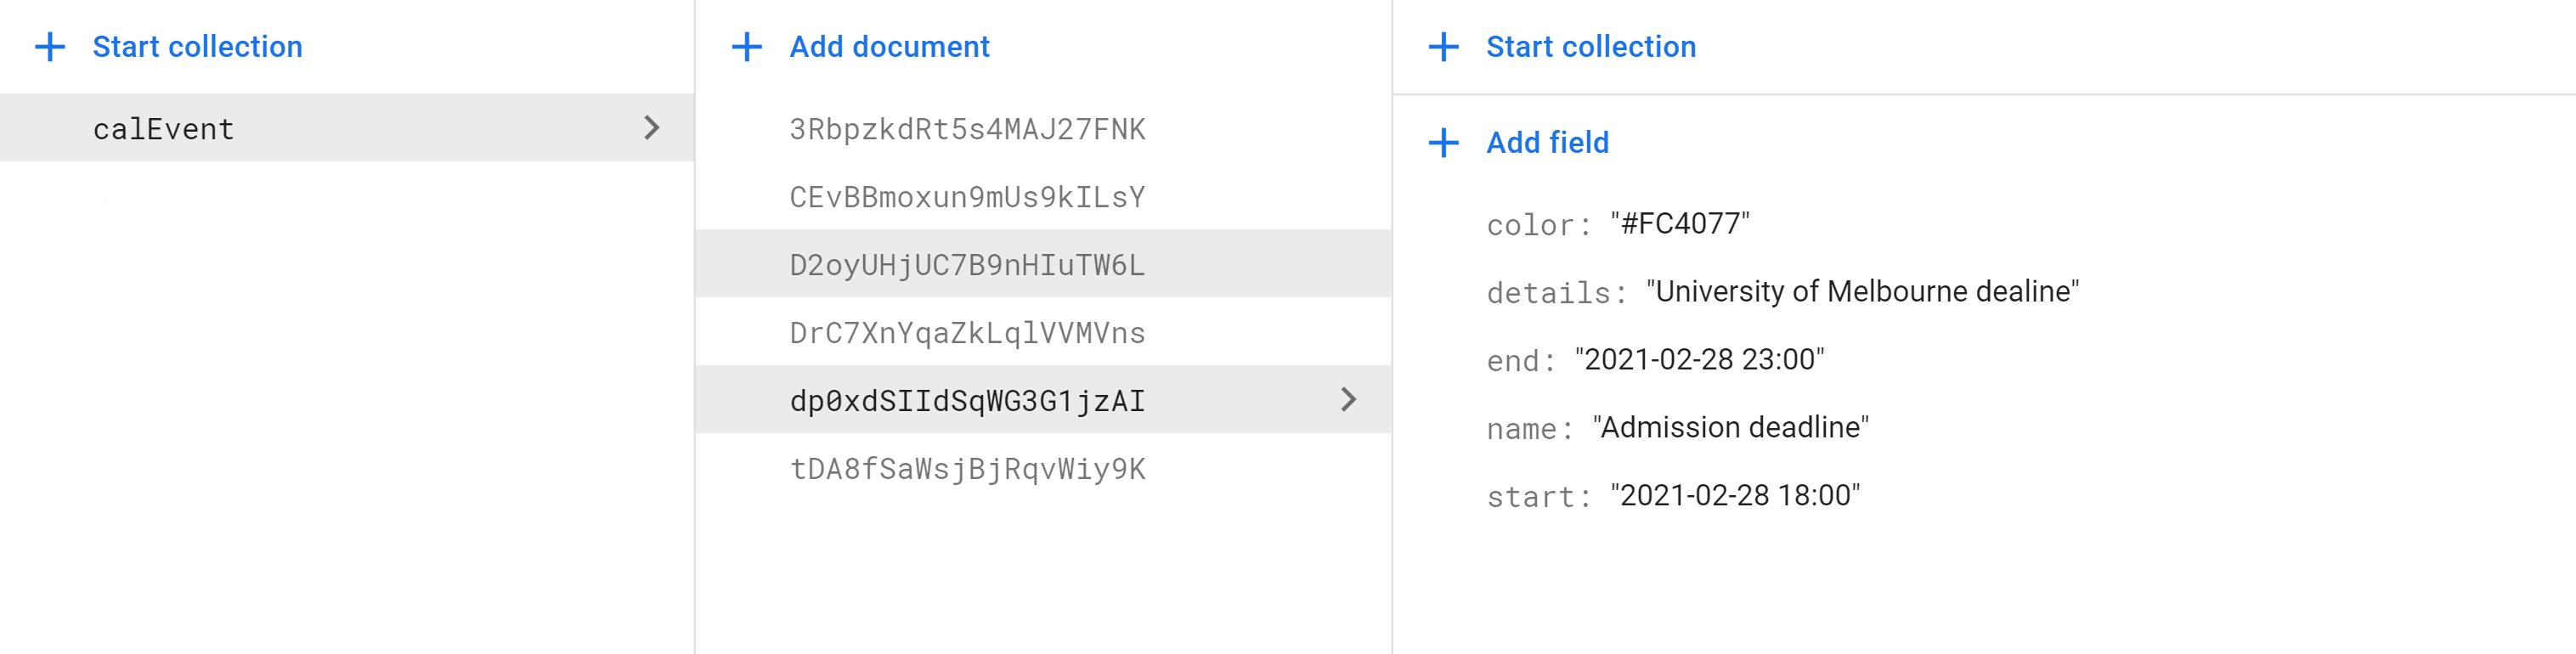 Start collection
calEvent
Add document
3RbpzkdRt5s4MAJ27FNK
CEvBBmoxun9mUs9kILsY
D2oyUHjUC7B9nHIuTW6L
DrC7XnYqaZkLqlVVMVns
dp0xdSIIdSqWG3G1jzAI
tDA8fSaWsjBjRqvWiy9K
Start collection
Add field
color: "#FC4077"
details: "University of Melbourne dealine"
end: "2021-02-28 23:00"
name: "Admission deadline"
start: "2021-02-28 18:00"